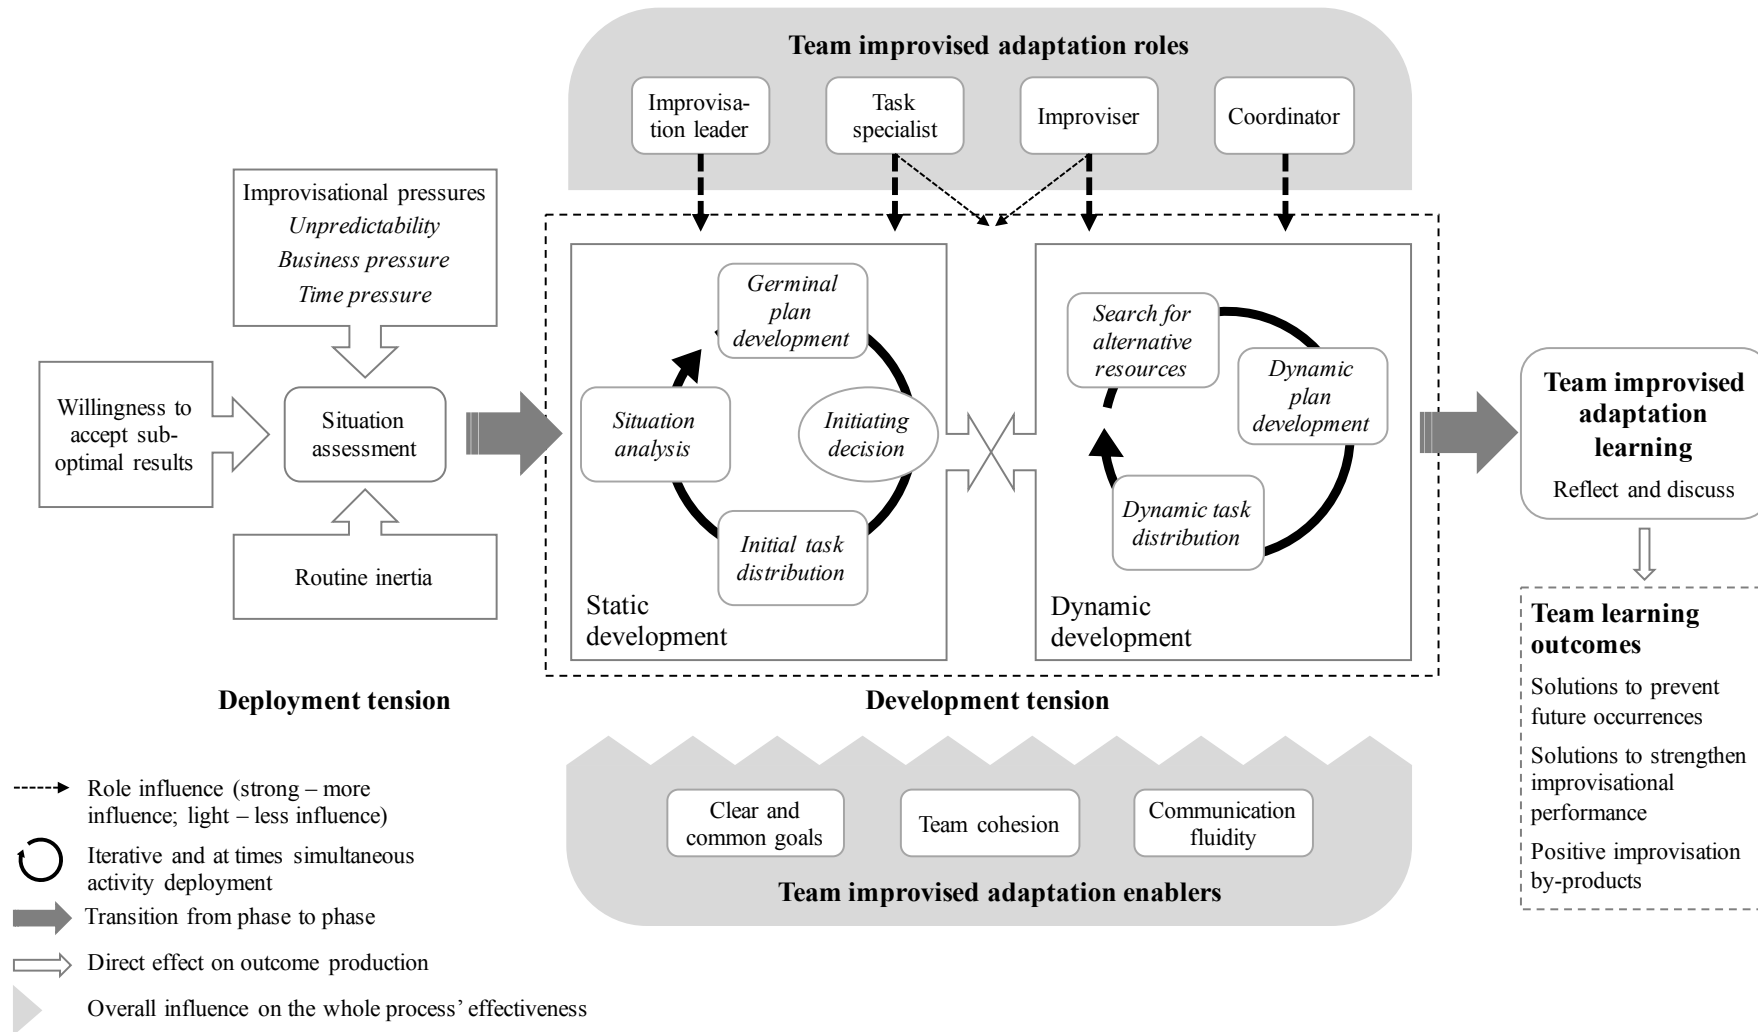 Team improvised adaptation roles
Improvisa-
tion leader
Task
specialist
Improviser
Coordinator
Improvisational pressures
Unpredictability
Business pressure
Time pressure
Willingness to
accept sub-
optimal results
Situation
assessment
Routine inertia
Deployment tension
Germinal
plan
development
Situation
analysis
Initiating
decision
Initial task
distribution
Static
development
Search for
alternative
resources
Dynamic
plan
development
Dynamic task
distribution
Dynamic
development
Development tension
Team improvised
adaptation
learning
Reflect and discuss
Team learning
outcomes
Solutions to prevent
future occurrences
Solutions to strengthen
improvisational
performance
Positive improvisation
by-products
Clear and
common goals
Team cohesion
Communication
fluidity
Team improvised adaptation enablers
Role influence (strong – more
influence; light – less influence)
Iterative and at times simultaneous
activity deployment
Transition from phase to phase
Direct effect on outcome production
Overall influence on the whole process’ effectiveness